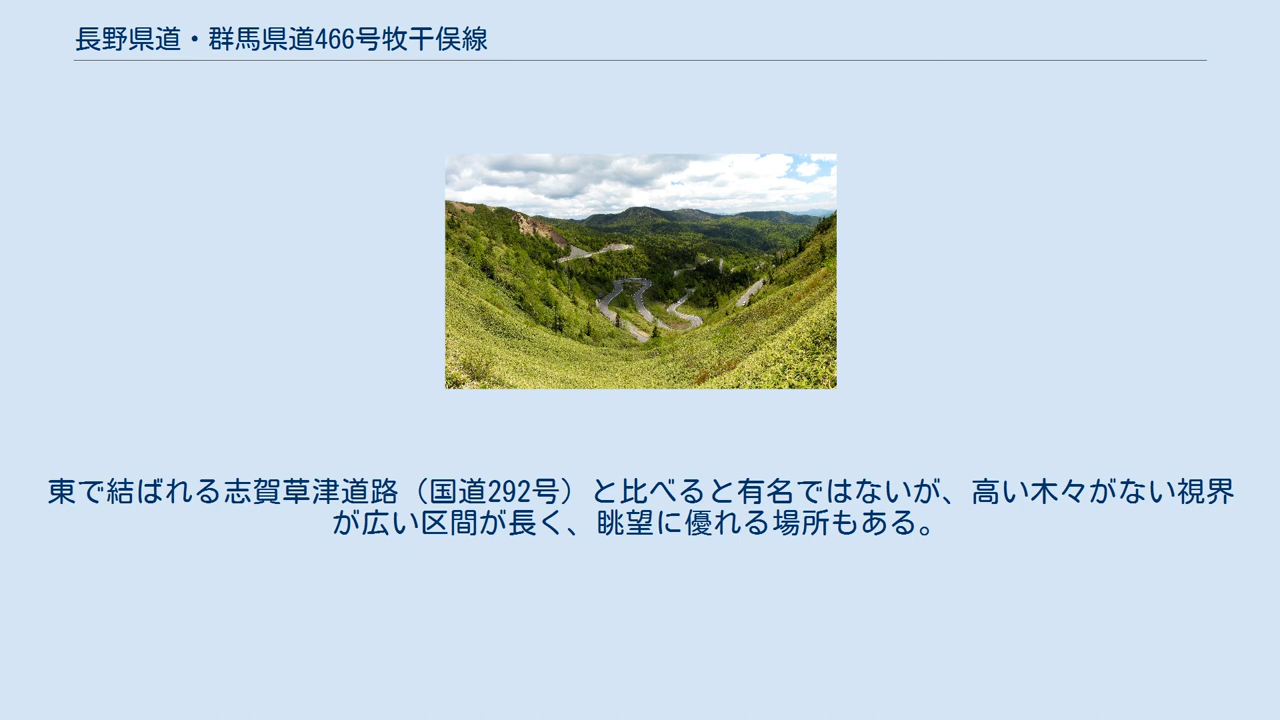 長野県道・群馬県道466号牧干俣線
東で結ばれる志賀草津道路（国道292号）と比べると有名ではないが、高い木々がない視界
が広い区間が長く、眺望に優れる場所もある。